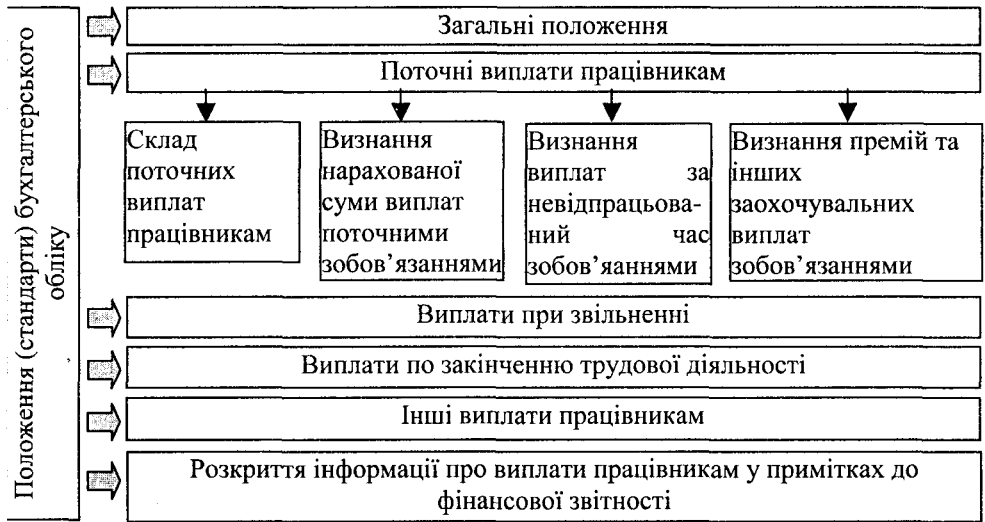 Положення (стандарти) бухгалтерського
обліку
Загальні положення
Поточні виплати працівникам
Склад
поточних
виплат
працівникам
Визнання
нарахованої
суми виплат
поточними
зобов’язаннями
Визнання
виплат за
невідпрацьова-
ний час
зобов’яаннями
Визнання премій та
інших
заохочувальних
виплат
зобов’язаннями
Виплати при звільненні
Виплати по закінченню трудової діяльності
Інші виплати працівникам
Розкриття інформації про виплати працівникам у примітках до
фінансової звітності